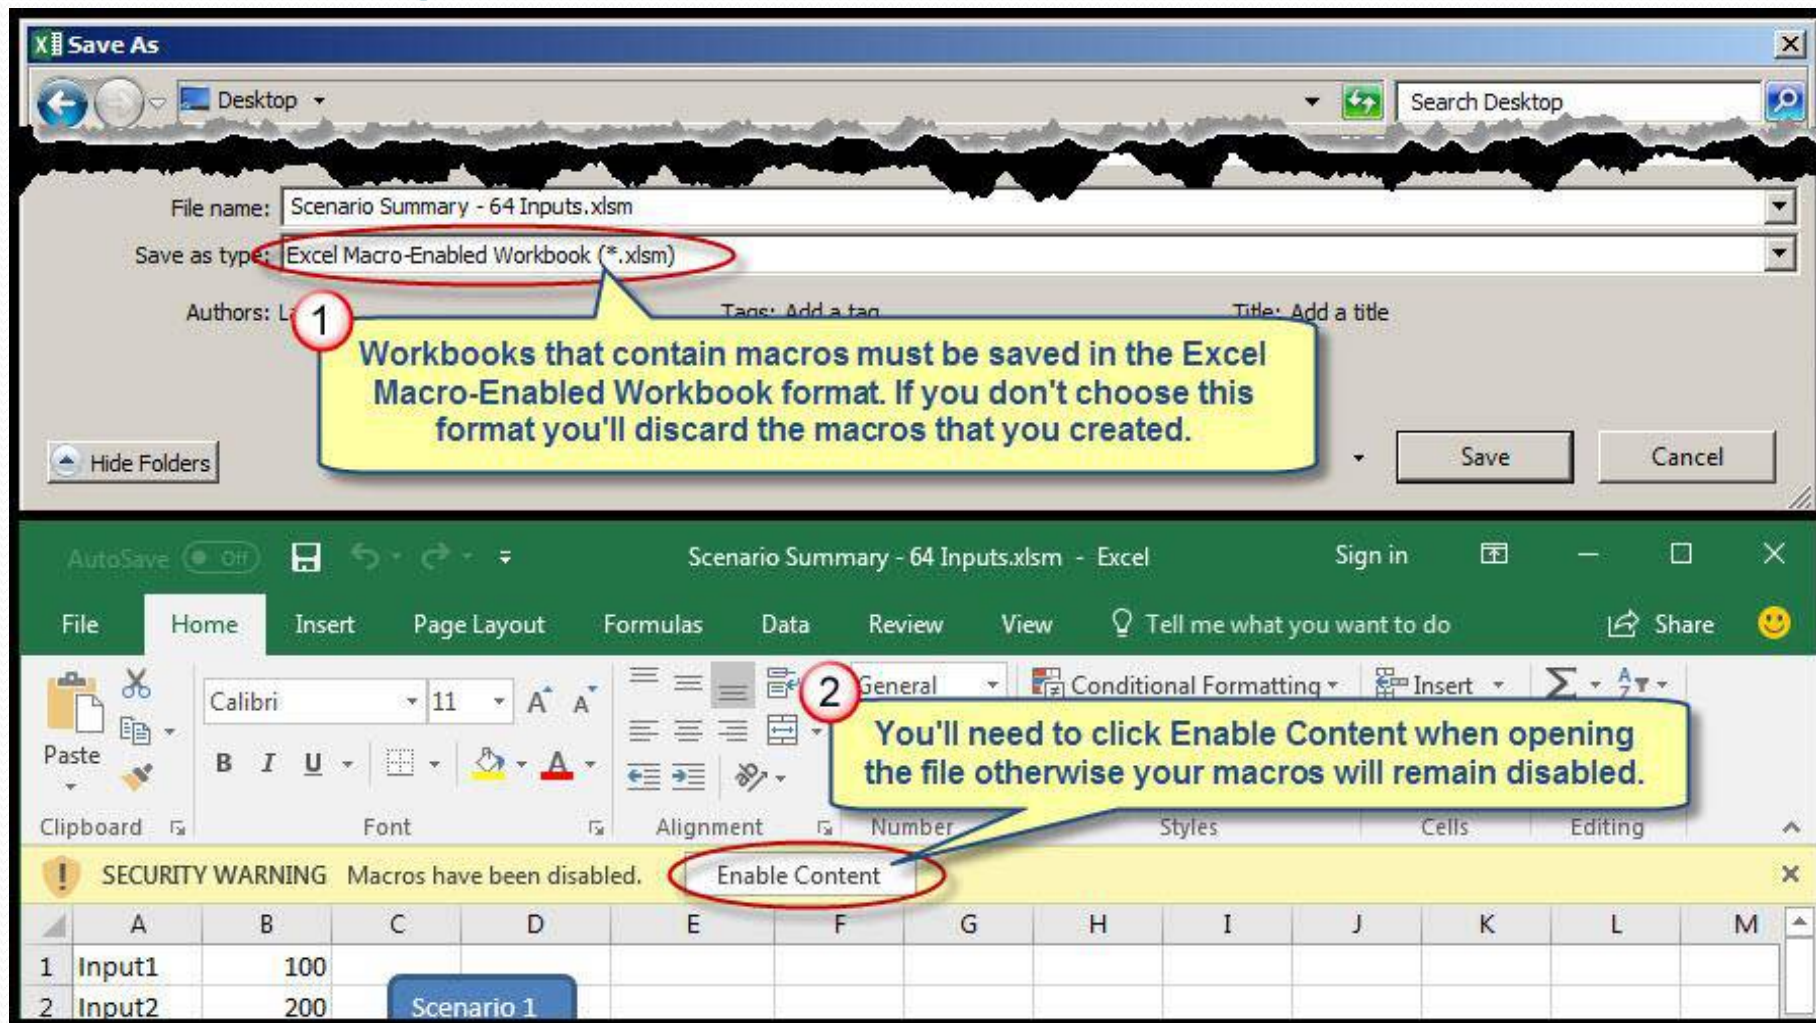 Save As
Desktop
Search Desktop
File name: Scenario Summary - 64 Inputs.xlsm
Save as type: Excel Macro-Enabled Workbook (*.xlsm)
Authors:
Tags: Add a tag
Title: Add a title
1
Workbooks that contain macros must be saved in the Excel
Macro-Enabled Workbook format. If you don't choose this
format you'll discard the macros that you created.
Hide Folders
Save
Cancel
AutoSave Off
Scenario Summary - 64 Inputs.xlsm - Excel
Sign in
File Home Insert Page Layout Formulas Data Review View Tell me what you want to do Share
Calibri 11
General
Conditional Formatting
Insert
2
You'll need to click Enable Content when opening
the file otherwise your macros will remain disabled.
Paste
B I U
Clipboard Font Alignment Number Styles Cells Editing
SECURITY WARNING Macros have been disabled. Enable Content
A B C D E F G H I J K L M
1 Input1 100
2 Input2 200
Scenario 1